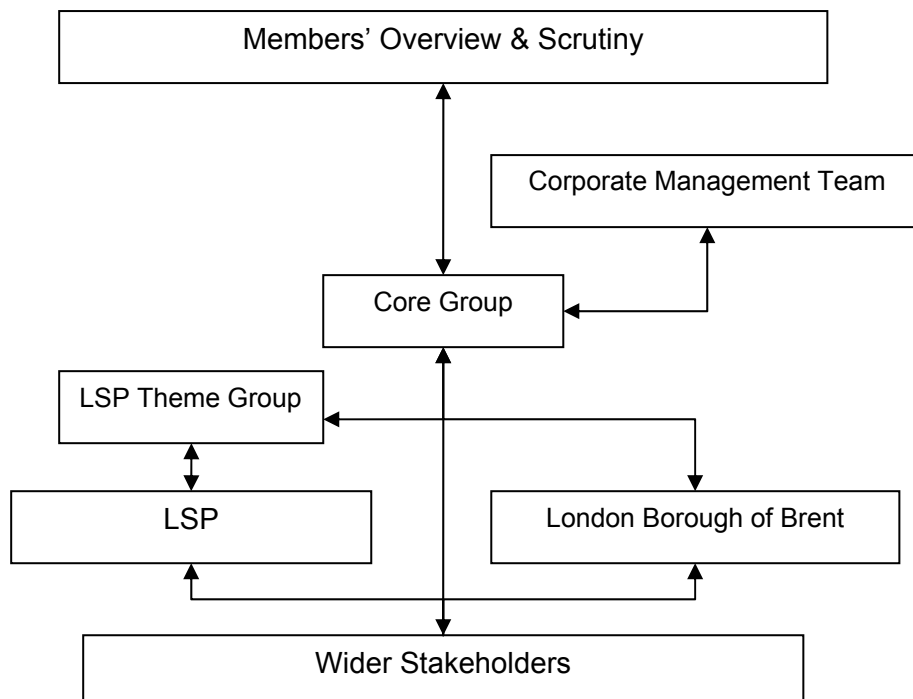 Members’ Overview & Scrutiny
Corporate Management Team
Core Group
LSP Theme Group
LSP
London Borough of Brent
Wider Stakeholders